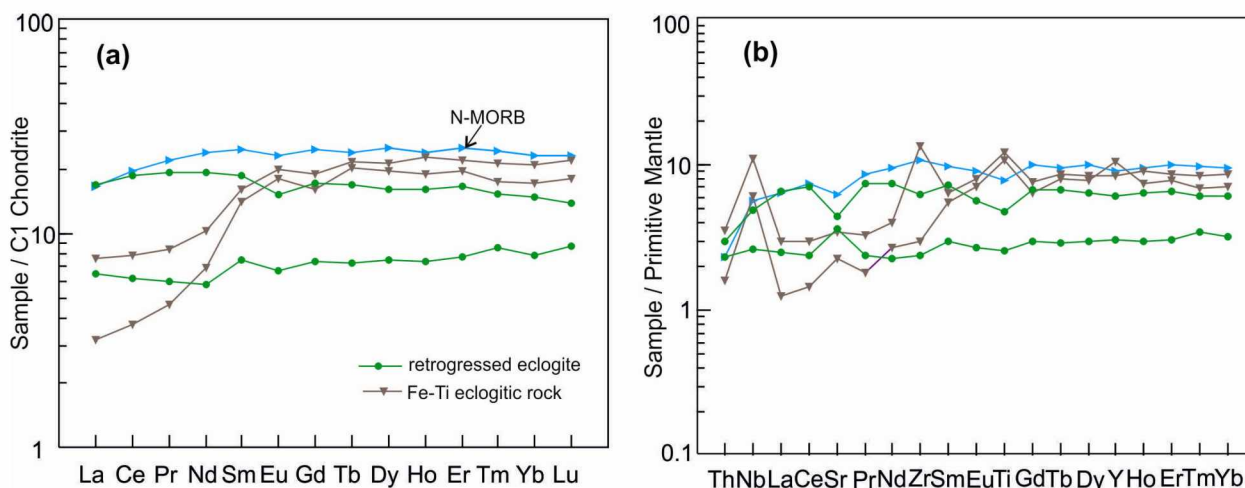 100
10
1
Sample / C1 Chondrite
(a)
N-MORB
retrogressed eclogite
Fe-Ti eclogitic rock
La Ce Pr Nd Sm Eu Gd Tb Dy Ho Er Tm Yb Lu
100
10
1
0.1
Sample / Primitive Mantle
(b)
Th Nb La Ce Sr Pr Nd Zr Sm Eu Ti Gd Tb Dy Y Ho Er Tm Yb